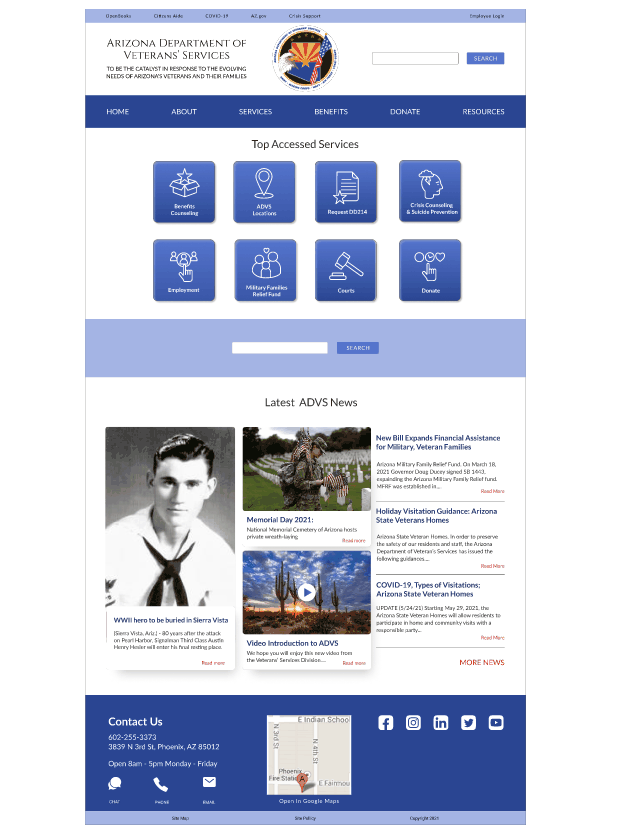 OpenBooks
Citizens Aide
COVID-19
AZ.gov
Crisis Support
Employee Login
ARIZONA DEPARTMENT OF
VETERANS' SERVICES
TO BE THE CATALYST IN RESPONSE TO THE EVOLVING
NEEDS OF ARIZONA'S VETERANS AND THEIR FAMILIES
SEARCH
HOME
ABOUT
SERVICES
BENEFITS
DONATE
RESOURCES
Top Accessed Services
Benefits
Counseling
ADVS
Locations
Request DD214
Crisis Counseling
& Suicide Prevention
Employment
Military Families
Relief Fund
Courts
Donate
SEARCH
Latest ADVS News
WWII hero to be buried in Sierra Vista
(Sierra Vista, Ariz.) - 80 years after the attack
on Pearl Harbor, Signalman Third Class Austin
Henry Hesler will enter his final resting place
Read more
Memorial Day 2021:
National Memorial Cemetery of Arizona hosts
private wreath-laying
Read more
Video Introduction to ADVS
We hope you will enjoy this new video from
the Veterans' Services Division....
Read more
New Bill Expands Financial Assistance
for Military, Veteran Families
Arizona Military Family Relief Fund. On March 18,
2021 Governor Doug Ducey signed SB 1443,
expainding the Arizona Military Family Relief fund.
MFRF was established in...
Read More
Holiday Visitation Guidance: Arizona
State Veterans Homes
Arizona State Veteran Homes. In order to preserve
the safety of our residents and staff, the Arizona
Department of Veteran's Services has issued the
following guidances....
Read More
COVID-19, Types of Visitations;
Arizona State Veteran Homes
UPDATE (5/24/21) Starting May 29, 2021, the
Arizona State Veteran Homes will allow residents to
participate in home and community visits with a
responsible party...
Read More
MORE NEWS
Contact Us
602-255-3373
3839 N 3rd St, Phoenix, AZ 85012
Open 8am - 5pm Monday - Friday
CHAT
PHONE
EMAIL
E Indian School
N 3rd St
N 4th St
Phoenix
Fire Statio
A
E Fairmou
Open In Google Maps
Site Map
Site Policy
Copyright 2021